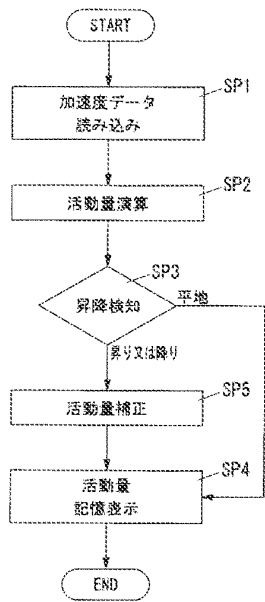 START
SP1
加速度データ
読み込み
SP2
活動量演算
SP3
昇降検知
平地
昇り又は降り
SP5
活動量補正
SP4
活動量
記憶表示
END